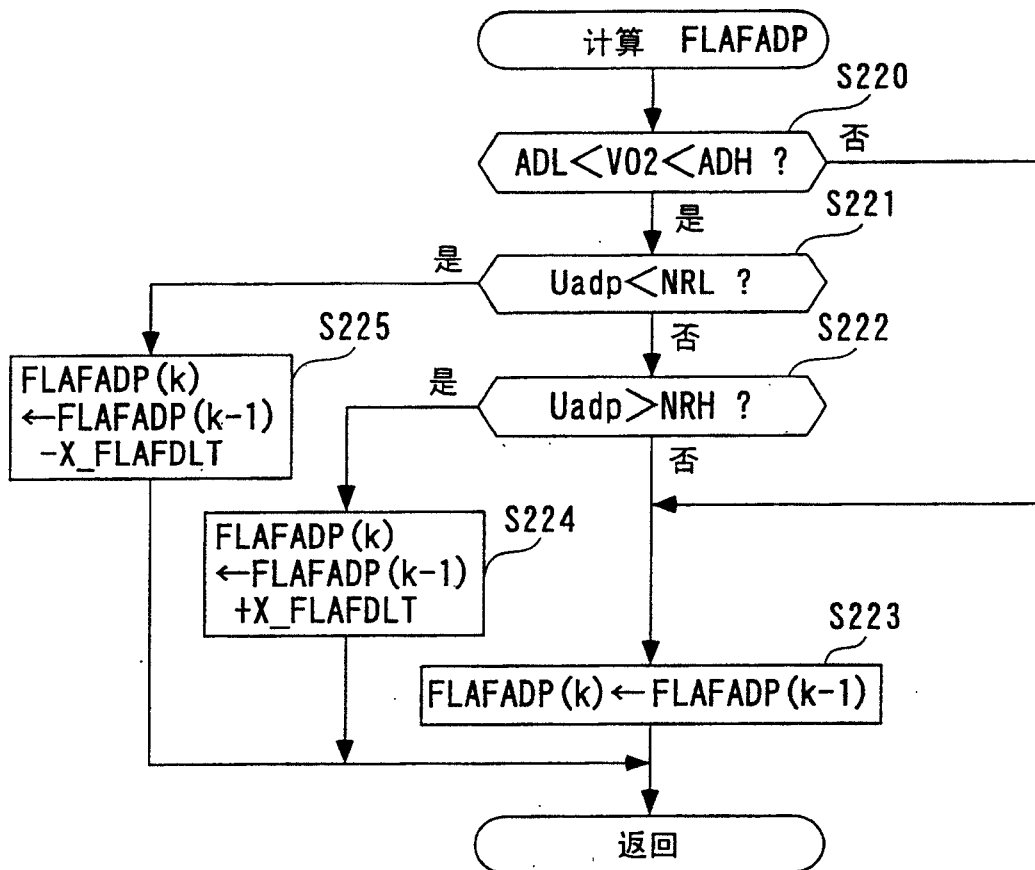 计算 FLAFADP
S220
ADL<VO2<ADH ?
否
是
S221
Uadp<NRL ?
是
否
S222
Uadp>NRH ?
是
否
S225
FLAFADP(k)
←FLAFADP(k-1)
-X_FLAFDLT
S224
FLAFADP(k)
←FLAFADP(k-1)
+X_FLAFDLT
S223
FLAFADP(k)←FLAFADP(k-1)
返回